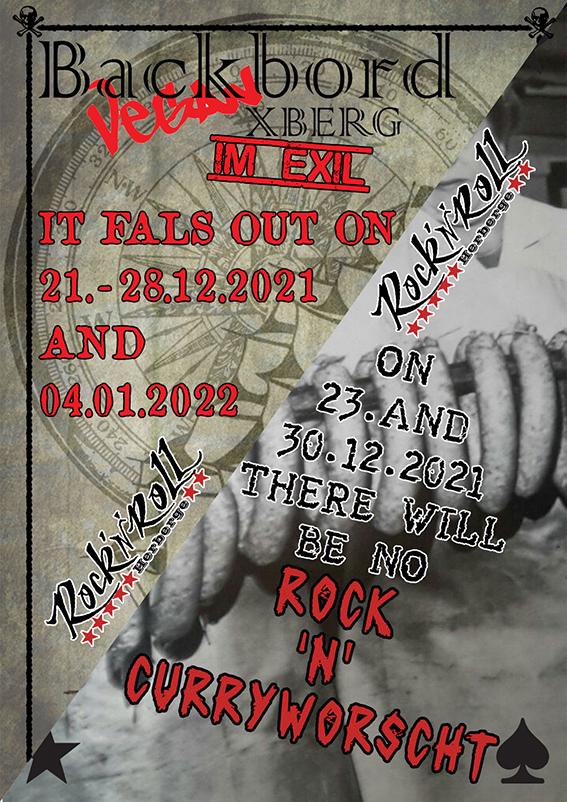 Backbord
VEGAN
XBERG
IM EXIL
IT FALS OUT ON
21.-28.12.2021
AND
04.01.2022
Rock'N'Roll
Herberge
Rock'N'Roll
Herberge
ON
23. AND
30.12.2021
THERE WILL
BE NO
ROCK
'N'
CURRYWORSCHT